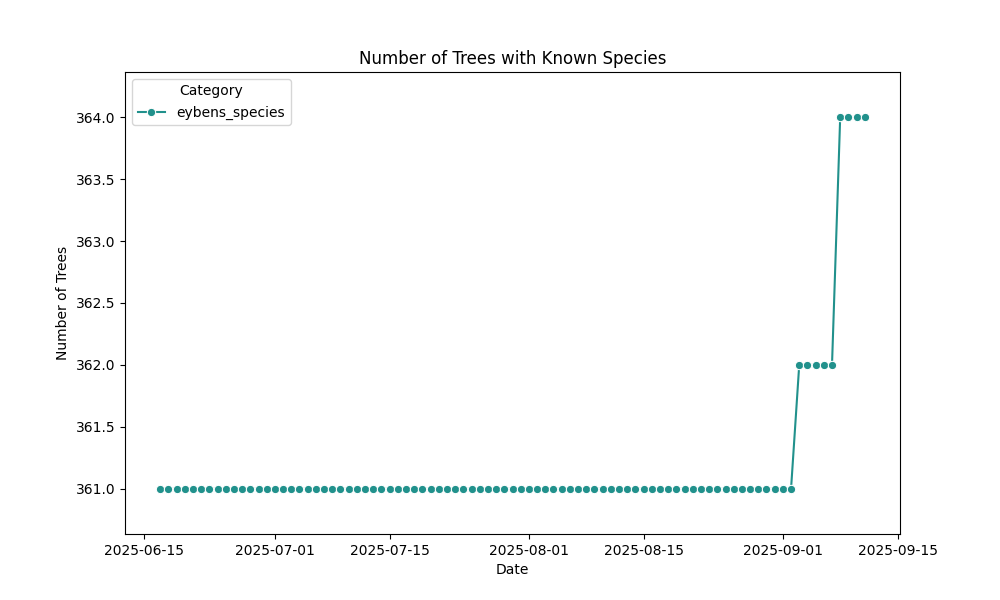 Number of Trees with Known Species
Category
eybens_species
364.0
363.5
363.0
362.5
362.0
361.5
361.0
Number of Trees
2025-06-15 2025-07-01 2025-07-15 2025-08-01 2025-08-15 2025-09-01 2025-09-15
Date